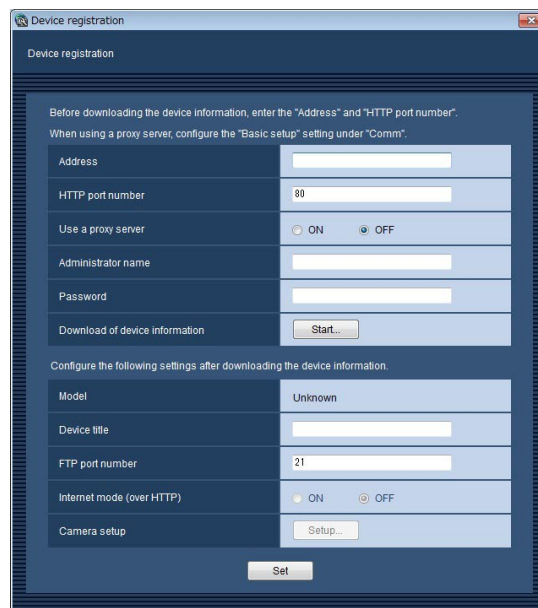 Device registration
Device registration
Before downloading the device information, enter the "Address" and "HTTP port number".
When using a proxy server, configure the "Basic setup" setting under "Comm".
Address
HTTP port number 80
Use a proxy server ON OFF
Administrator name
Password
Download of device information Start...
Configure the following settings after downloading the device information.
Model Unknown
Device title
FTP port number 21
Internet mode (over HTTP) ON OFF
Camera setup Setup...
Set